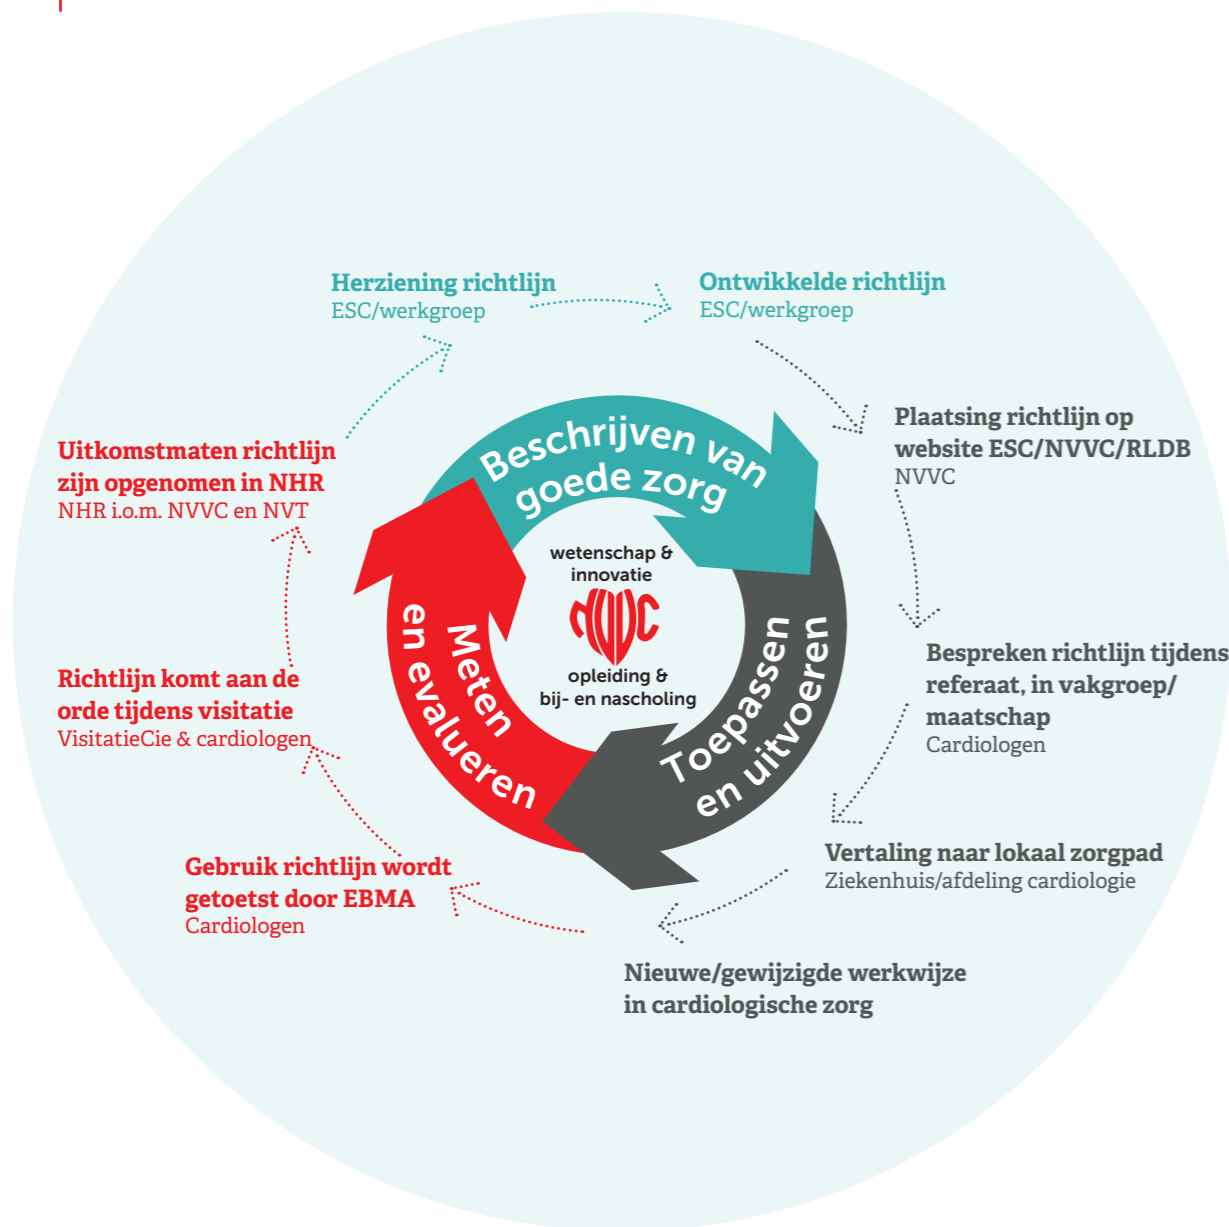 Herziening richtlijn
ESC/werkgroep
Ontwikkelde richtlijn
ESC/werkgroep
Plaatsing richtlijn op
website ESC/NVVC/RLDB
NVVC
Bespreken richtlijn tijdens
referaat, in vakgroep/
maatschap
Cardiologen
Vertaling naar lokaal zorgpad
Ziekenhuis/afdeling cardiologie
Nieuwe/gewijzigde werkwijze
in cardiologische zorg
Gebruik richtlijn wordt
getoetst door EBMA
Cardiologen
Richtlijn komt aan de
orde tijdens visitatie
VisitatieCie & cardiologen
Uitkomstmaten richtlijn
zijn opgenomen in NHR
NHR i.o.m. NVVC en NVT
Beschrijven van
goede zorg
Toepassen
en uitvoeren
Meten
en evalueren
wetenschap &
innovatie
NVVC
opleiding &
bij- en nascholing